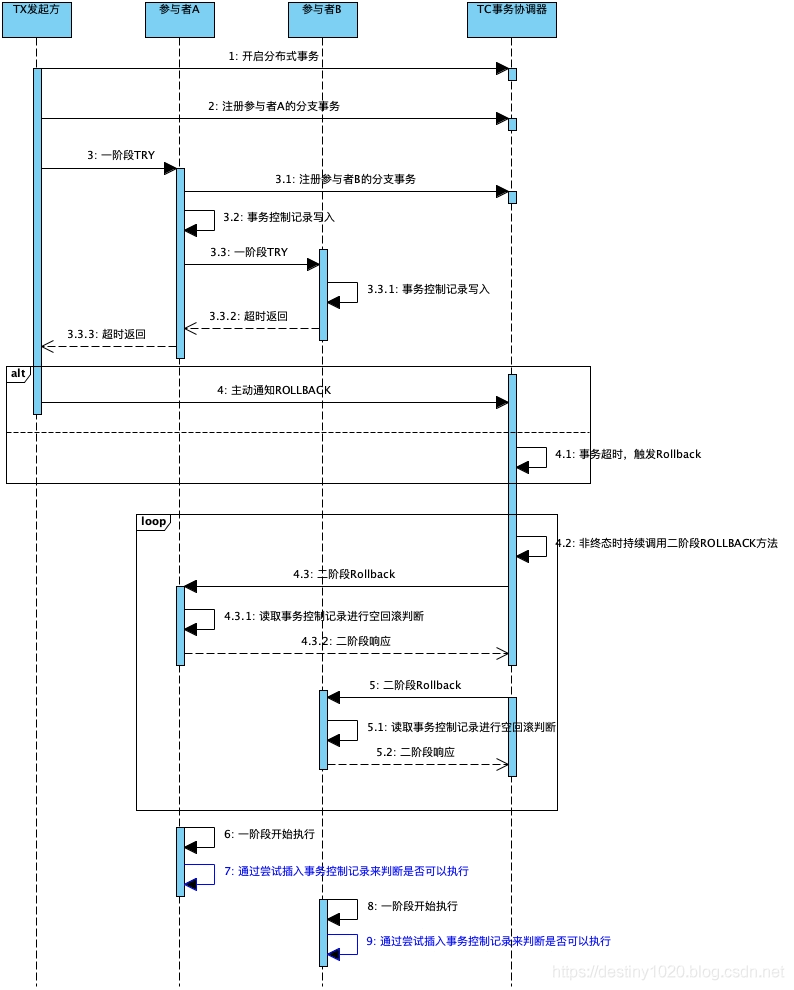 TX发起方
参与者A
参与者B
TC事务协调器
1: 开启分布式事务
2: 注册参与者A的分支事务
3: 一阶段TRY
3.1: 注册参与者B的分支事务
3.2: 事务控制记录写入
3.3: 一阶段TRY
3.3.1: 事务控制记录写入
3.3.2: 超时返回
3.3.3: 超时返回
alt
4: 主动通知ROLLBACK
4.1: 事务超时，触发Rollback
loop
4.2: 非终态时持续调用二阶段ROLLBACK方法
4.3: 二阶段Rollback
4.3.1: 读取事务控制记录进行空回滚判断
4.3.2: 二阶段响应
5: 二阶段Rollback
5.1: 读取事务控制记录进行空回滚判断
5.2: 二阶段响应
6: 一阶段开始执行
7: 通过尝试插入事务控制记录来判断是否可以执行
8: 一阶段开始执行
9: 通过尝试插入事务控制记录来判断是否可以执行
https://destiny1020.blog.csdn.net